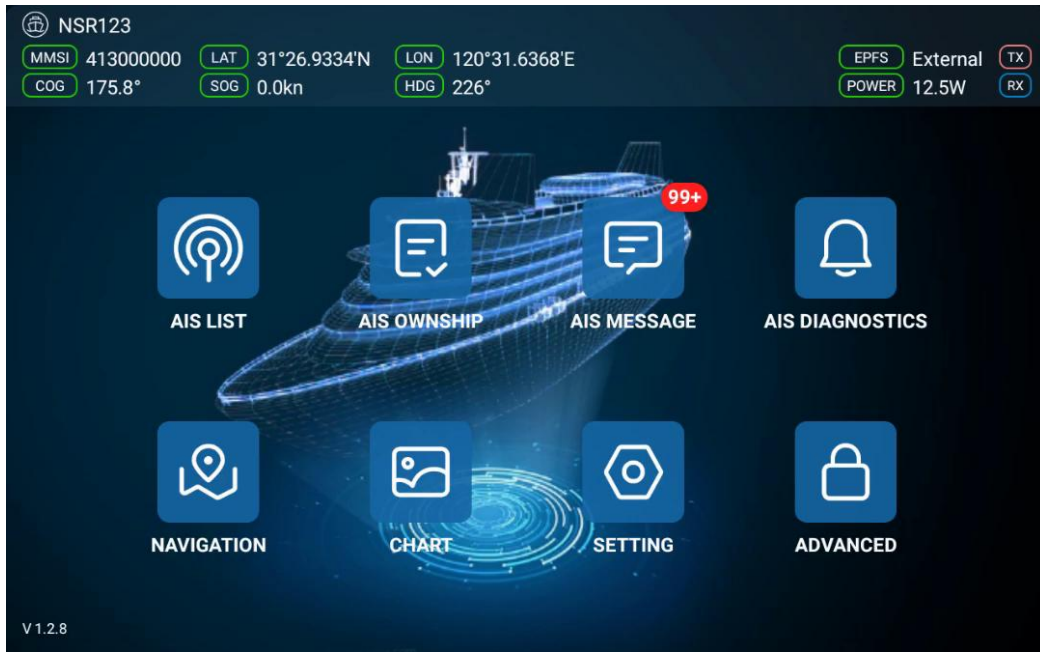 NSR123
MMSI 413000000 LAT 31°26.9334'N LON 120°31.6368'E EPFS External TX
COG 175.8° SOG 0.0kn HDG 226° POWER 12.5W RX
99+
AIS LIST AIS OWNSHIP AIS MESSAGE AIS DIAGNOSTICS
NAVIGATION CHART SETTING ADVANCED
V 1.2.8